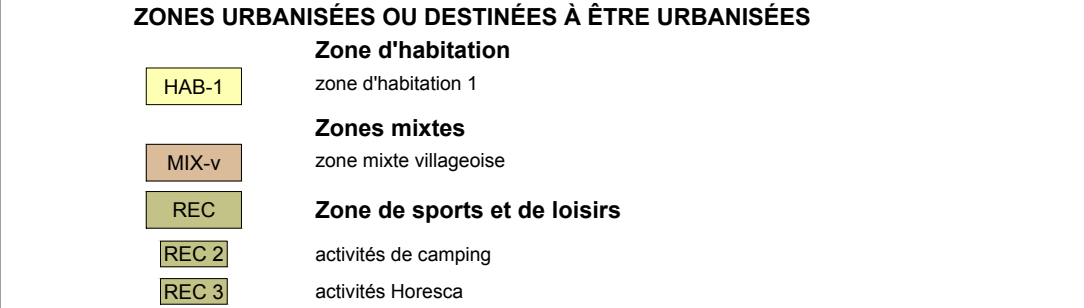 ZONES URBANISÉES OU DESTINÉES À ÊTRE URBANISÉES
Zone d'habitation
HAB-1 zone d'habitation 1
Zones mixtes
MIX-v zone mixte villageoise
REC Zone de sports et de loisirs
REC 2 activités de camping
REC 3 activités Horesca